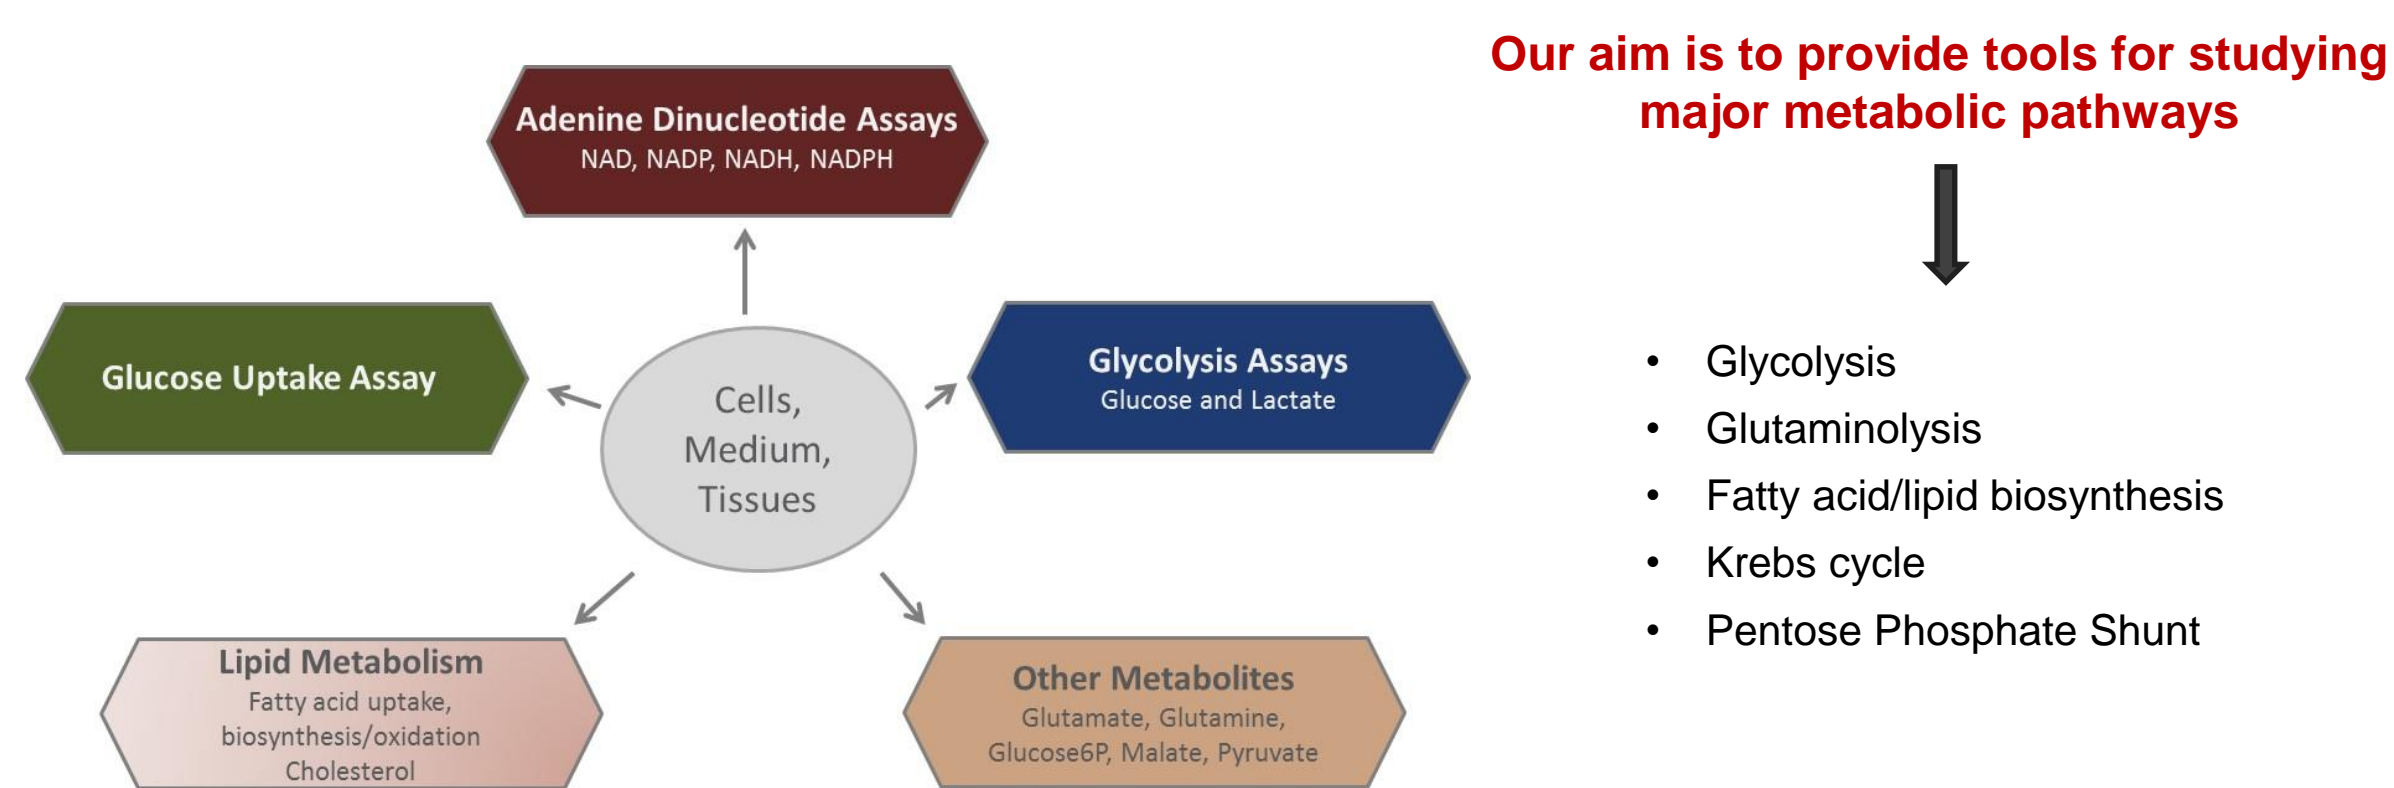 Our aim is to provide tools for studying
major metabolic pathways
Adenine Dinucleotide Assays
NAD, NADP, NADH, NADPH
Glucose Uptake Assay
Glycolysis Assays
Glucose and Lactate
Cells,
Medium,
Tissues
Lipid Metabolism
Fatty acid uptake,
biosynthesis/oxidation
Cholesterol
Other Metabolites
Glutamate, Glutamine,
Glucose6P, Malate, Pyruvate
• Glycolysis
• Glutaminolysis
• Fatty acid/lipid biosynthesis
• Krebs cycle
• Pentose Phosphate Shunt